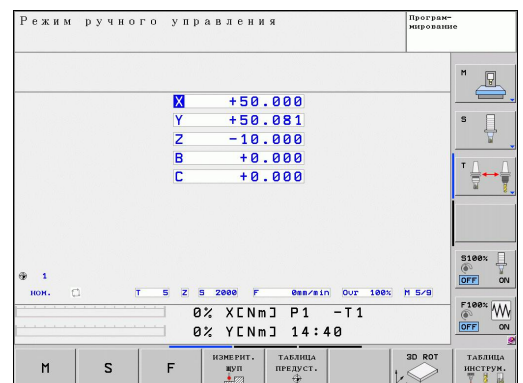 Режим ручного управления
Програм-
мирование
X +50.000
Y +50.081
Z -10.000
B +0.000
C +0.000
M
S
T
S100%
OFF ON
F100%
OFF ON
1
НОМ. T 5 Z S 2000 F 0mm/min Our 100% M 5/9
0% X[Nm] P1 -T1
0% Y[Nm] 14:40
M
S
F
ИЗМЕРИТ.
ЩУП
ТАБЛИЦА
ПРЕДУСТ.
3D ROT
ТАБЛИЦА
ИНСТРУМ.